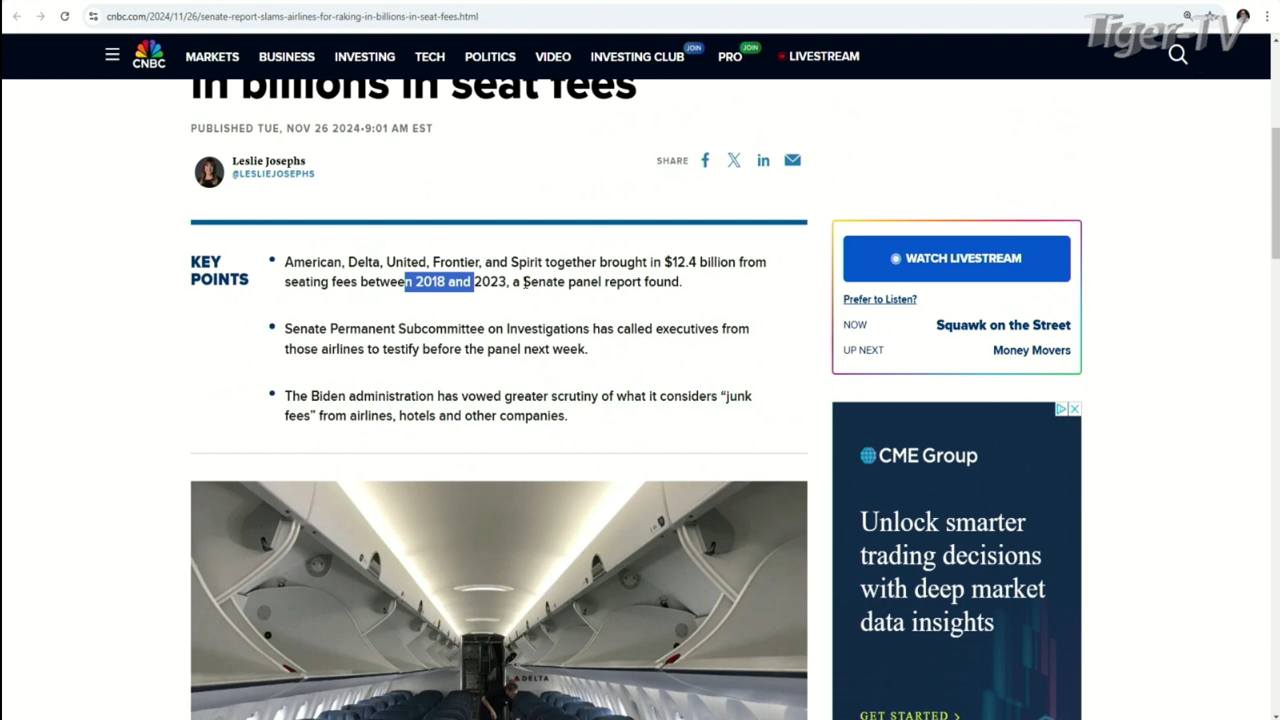 cnbc.com/2024/11/26/senate-report-slams-airlines-for-raking-in-billions-in-seat-fees.html
Tiger-TV
CNBC
MARKETS
BUSINESS
INVESTING
TECH
POLITICS
VIDEO
INVESTING CLUB
JOIN
PRO
JOIN
LIVESTREAM
in billions in seat fees
PUBLISHED TUE, NOV 26 2024•9:01 AM EST
Leslie Josephs
@LESLIEJOSEPHS
SHARE
KEY
POINTS
American, Delta, United, Frontier, and Spirit together brought in $12.4 billion from
seating fees between 2018 and 2023, a Senate panel report found.
Senate Permanent Subcommittee on Investigations has called executives from
those airlines to testify before the panel next week.
The Biden administration has vowed greater scrutiny of what it considers “junk
fees” from airlines, hotels and other companies.
WATCH LIVESTREAM
Prefer to Listen?
NOW
Squawk on the Street
UP NEXT
Money Movers
CME Group
Unlock smarter
trading decisions
with deep market
data insights
GET STARTED >
DELTA